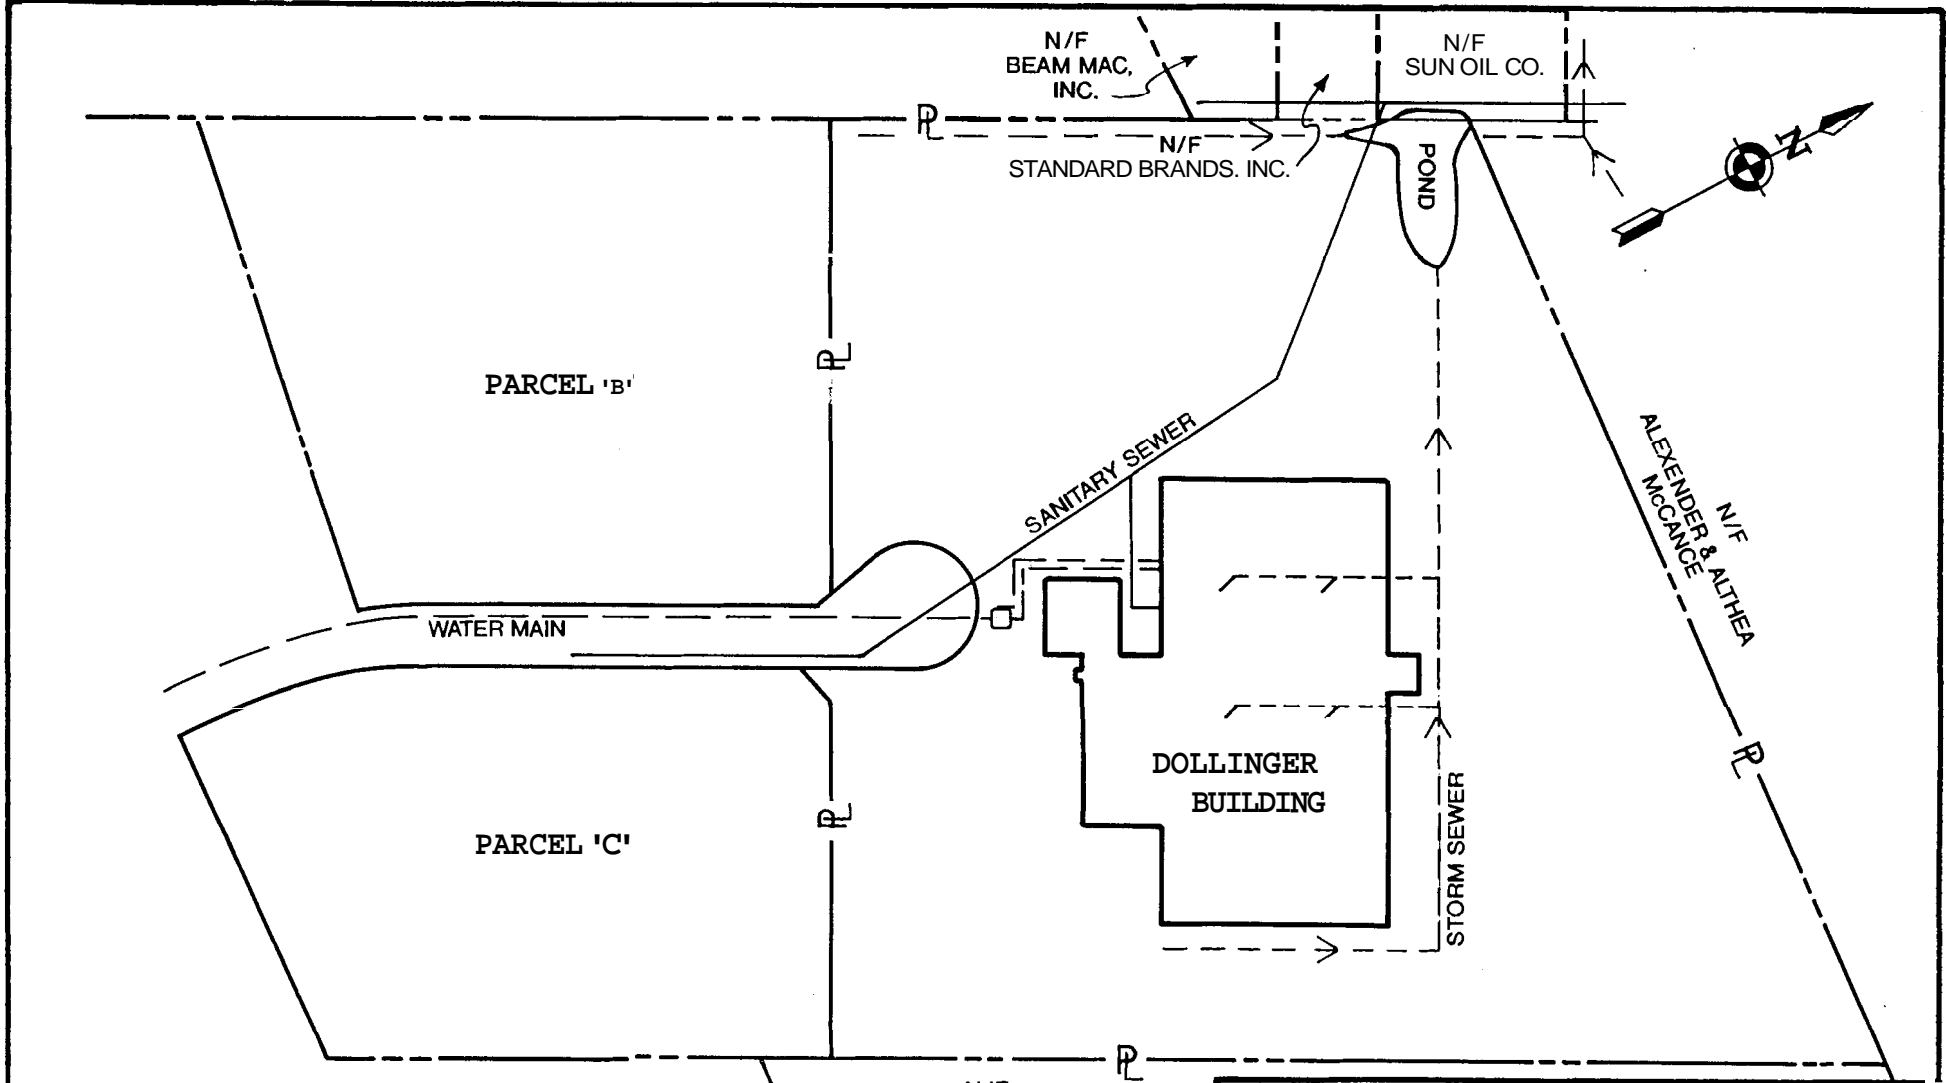 N/F
BEAM MAC,
INC.
N/F
SUN OIL CO.
PL
N/F
STANDARD BRANDS. INC.
POND
N
PL
PARCEL 'B'
SANITARY SEWER
N/F
ALEXENDER & ALTHEA
McCANCE
WATER MAIN
PL
DOLLINGER
BUILDING
PL
PARCEL 'C'
STORM SEWER
PL